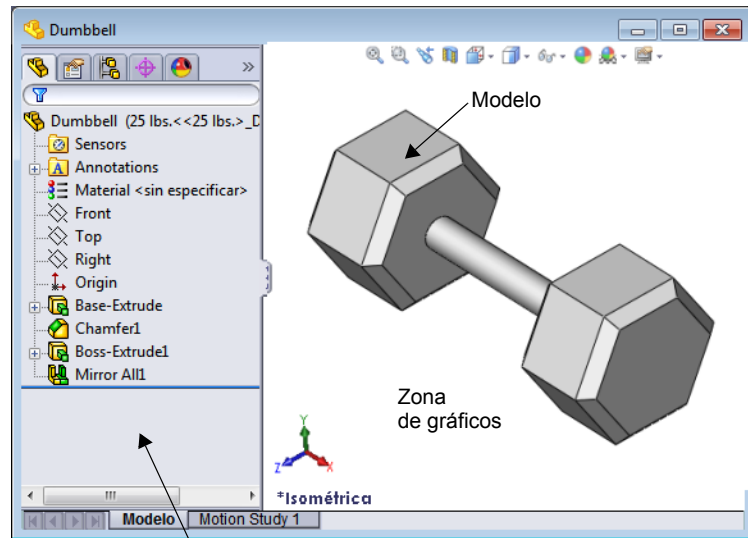 Dumbbell
»
Dumbbell (25 lbs.<<25 lbs.>_D
Sensors
A Annotations
Material <sin especificar>
Front
Top
Right
Origin
Base-Extrude
Chamfer1
Boss-Extrude1
Mirror All1
Modelo
Zona
de gráficos
Y
Z
X
*Isométrica
Modelo
Motion Study 1